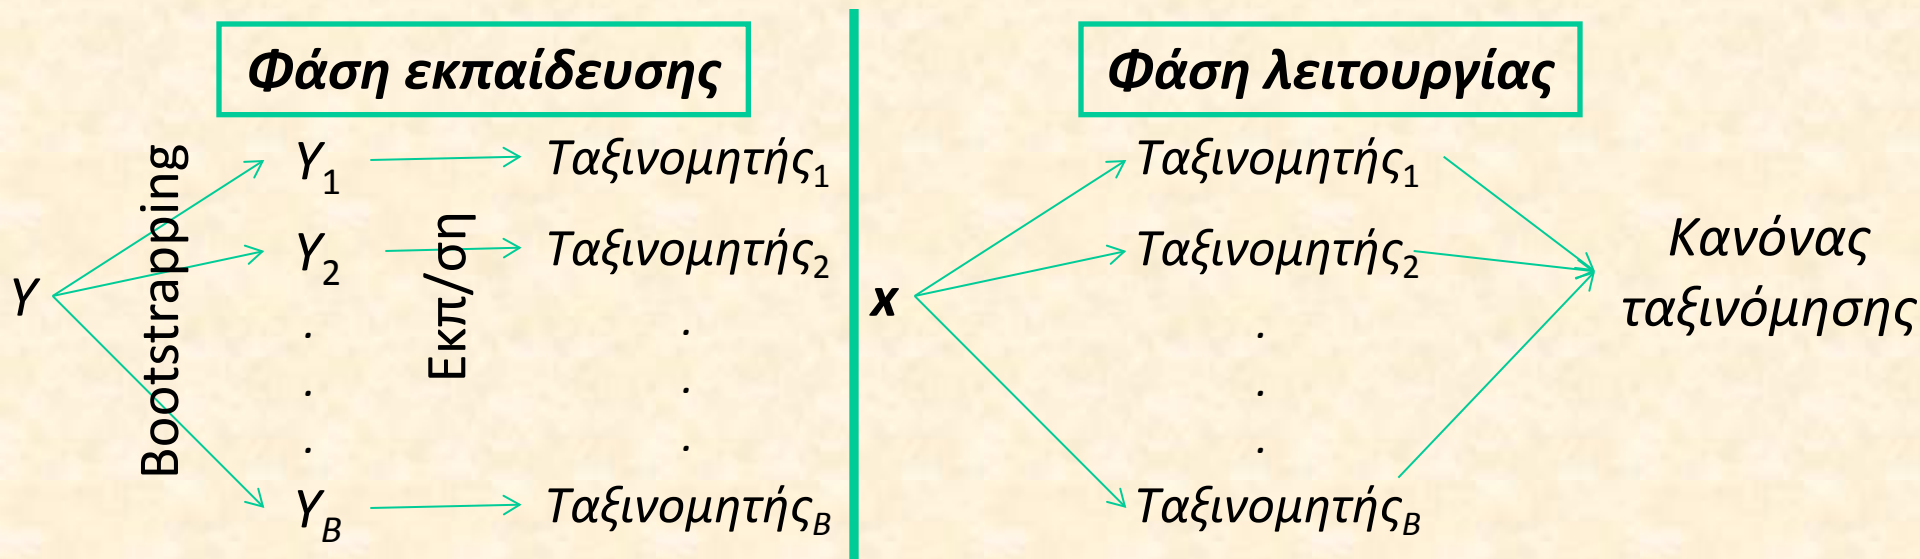 Φάση εκπαίδευσης
Y
Bootstrapping
Y1
Y2
.
.
.
YB
Εκπ/ση
Ταξινομητής1
Ταξινομητής2
.
.
.
ΤαξινομητήςB
Φάση λειτουργίας
x
Ταξινομητής1
Ταξινομητής2
.
.
.
ΤαξινομητήςB
Κανόνας
ταξινόμησης